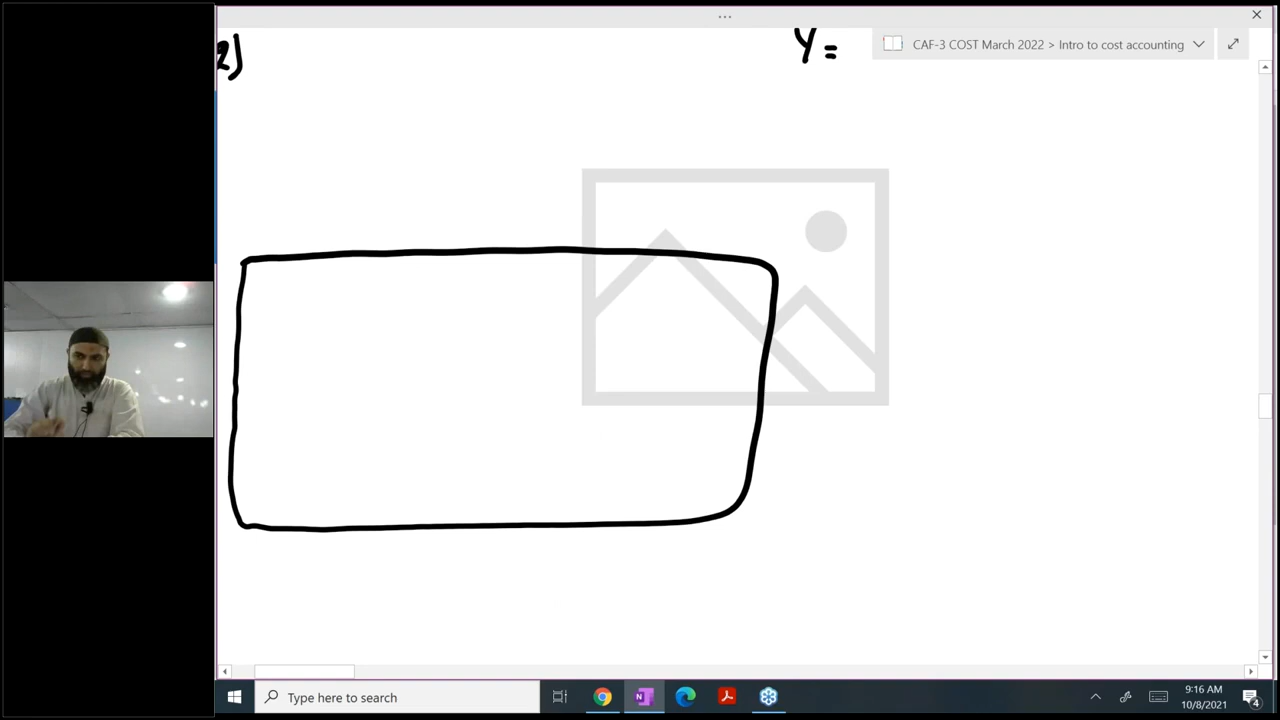 2)
Y =
CAF-3 COST March 2022 > Intro to cost accounting
Type here to search
9:16 AM
10/8/2021
4